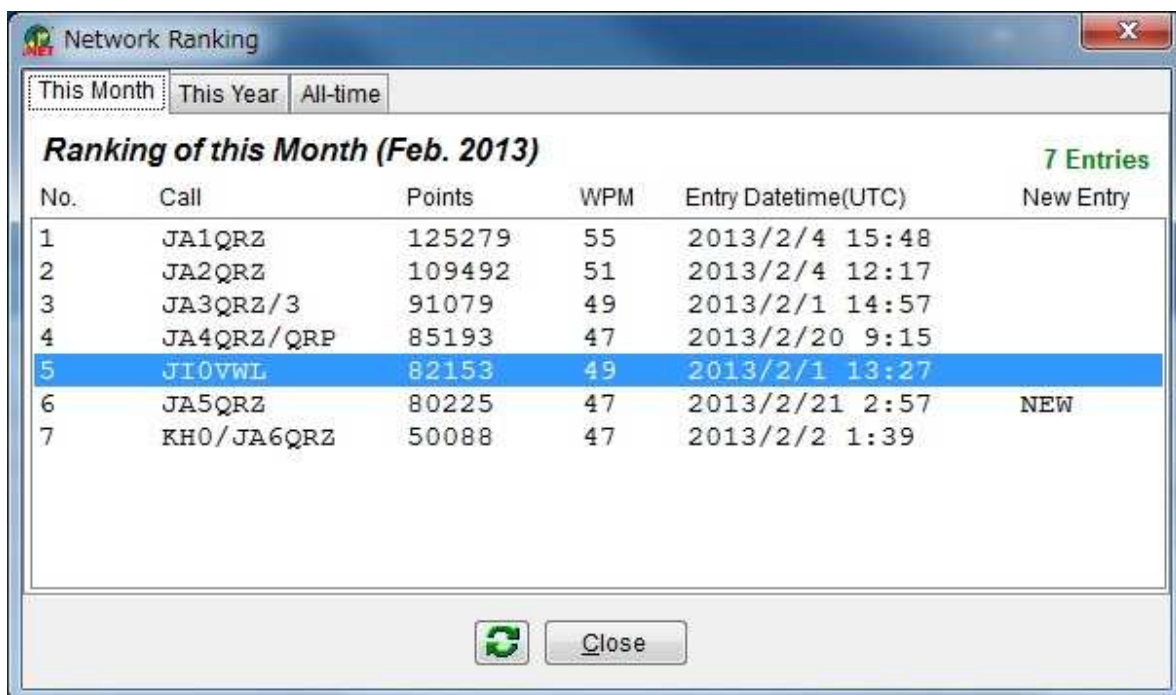 Network Ranking
This Month This Year All-time
Ranking of this Month (Feb. 2013) 7 Entries
No. Call Points WPM Entry Datetime(UTC) New Entry
1 JA1QRZ 125279 55 2013/2/4 15:48
2 JA2QRZ 109492 51 2013/2/4 12:17
3 JA3QRZ/3 91079 49 2013/2/1 14:57
4 JA4QRZ/QRP 85193 47 2013/2/20 9:15
5 JI0VWL 82153 49 2013/2/1 13:27
6 JA5QRZ 80225 47 2013/2/21 2:57 NEW
7 KH0/JA6QRZ 50088 47 2013/2/2 1:39
Close